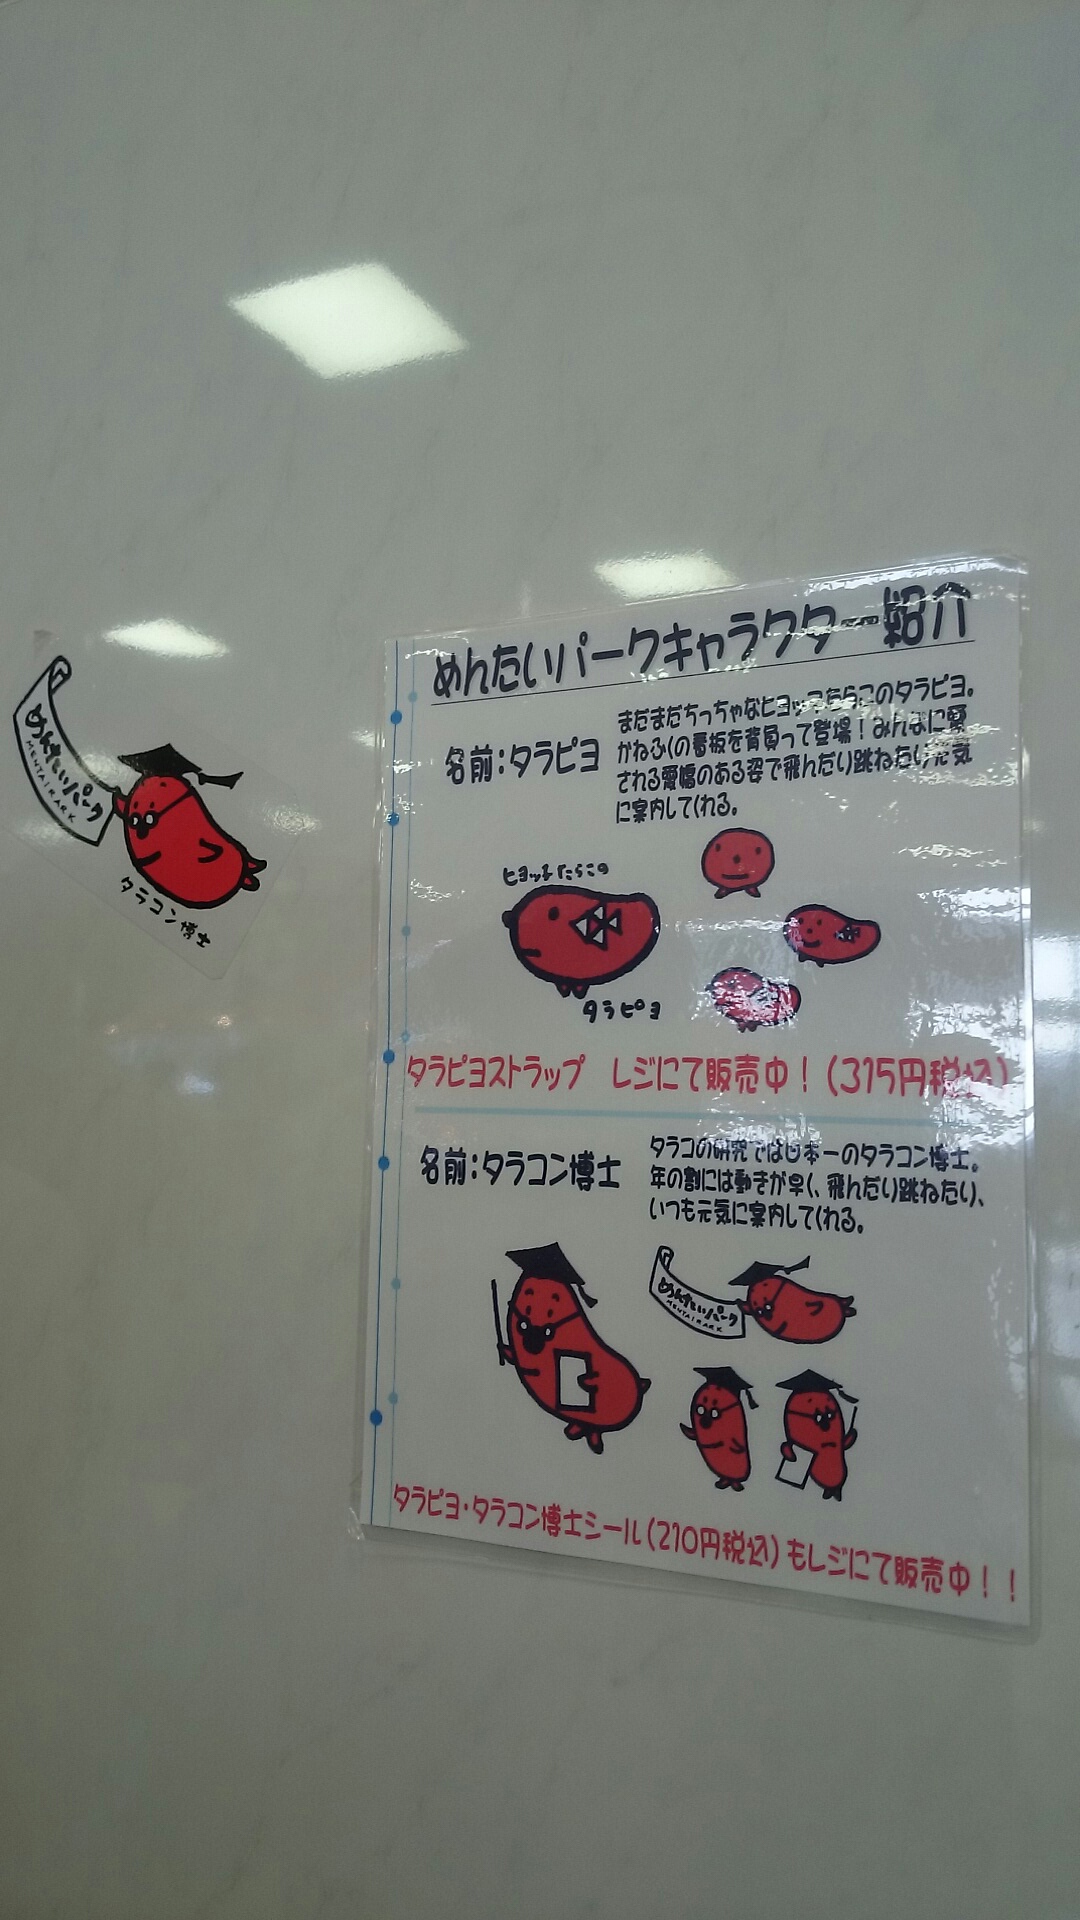 めんたいパーク
MENTAIPARK
タラコン博士
めんたいパークキャラクター紹介
名前：タラピヨ
まだまだちっちゃなヒヨッ子たらこのタラピヨ。
かねふくの看板を背負って登場！みんなに愛
される愛嬌のある姿で飛んだり跳ねたり元気
に案内してくれる。
ヒヨッ子たらこの
タラピヨ
タラピヨストラップ　レジにて販売中！（315円税込）
名前：タラコン博士
タラコの研究では日本一のタラコン博士。
年の割には動きが早く、飛んだり跳ねたり、
いつも元気に案内してくれる。
めんたいパーク
MENTAIPARK
タラピヨ・タラコン博士シール（210円税込）もレジにて販売中！！